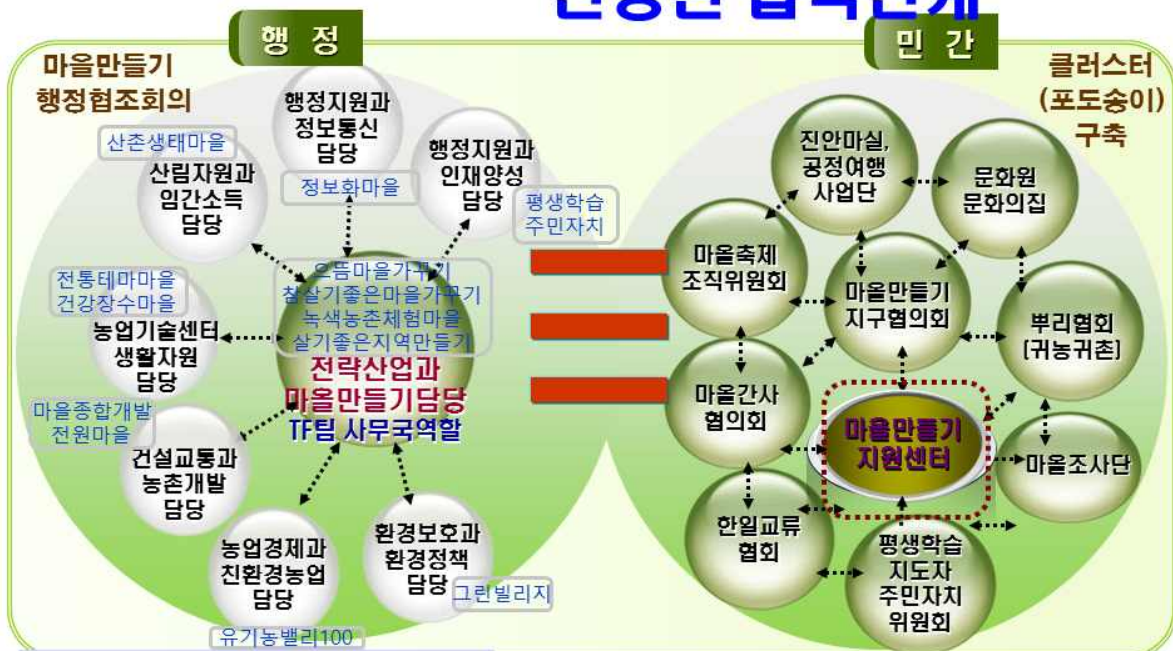 행 정
민 간
마을만들기
행정협조회의
클러스터
(포도송이)
구축
행정지원과
정보통신
담당
정보화마을
행정지원과
인재양성
담당
평생학습
주민자치
산촌생태마을
산림자원과
임간소득
담당
전통테마마을
건강장수마을
농업기술센터
생활자원
담당
마을종합개발
전원마을
건설교통과
농촌개발
담당
농업경제과
친환경농업
담당
유기농밸리100
환경보호과
환경정책
담당
그린빌리지
으뜸마을가꾸기
참살기좋은마을가꾸기
녹색농촌체험마을
살기좋은지역만들기
전략산업과
마을만들기담당
TF팀 사무국역할
진안마실,
공정여행
사업단
문화원
문화의집
마을축제
조직위원회
마을만들기
지구협의회
뿌리협회
(귀농귀촌)
마을간사
협의회
마을만들기
지원센터
마을조사단
한일교류
협회
평생학습
지도자
주민자치
위원회